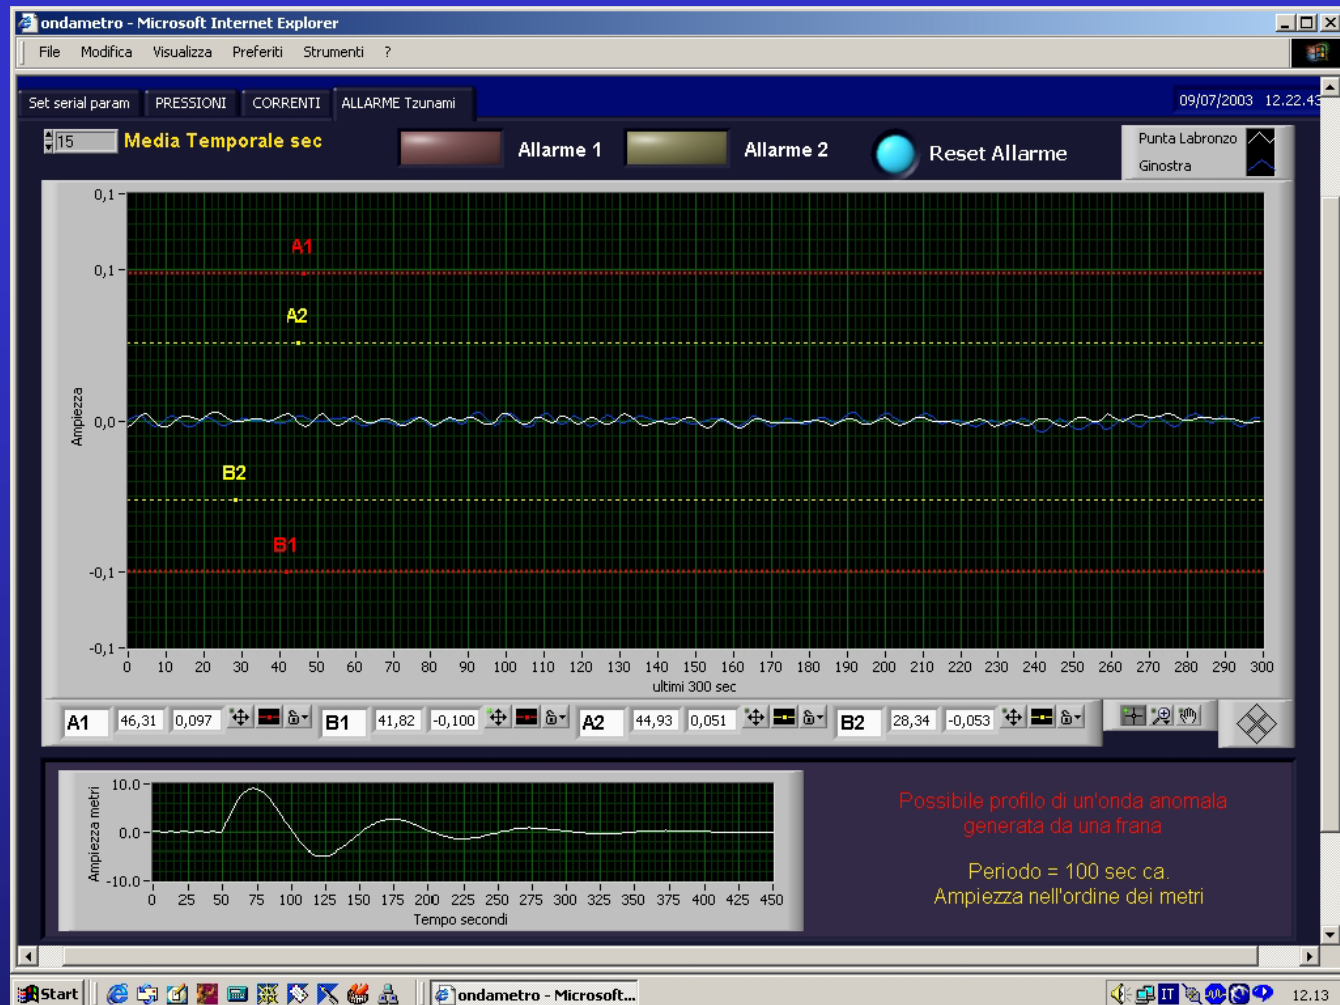 ondametro - Microsoft Internet Explorer
File Modifica Visualizza Preferiti Strumenti ?
Set serial param PRESSIONI CORRENTI ALLARME Tzunami
09/07/2003 12.22.43
15 Media Temporale sec
Allarme 1
Allarme 2
Reset Allarme
Punta Labronzo
Ginostra
0,1
0,1
0,0
-0,1
-0,1
Ampiezza
A1
A2
B2
B1
0 10 20 30 40 50 60 70 80 90 100 110 120 130 140 150 160 170 180 190 200 210 220 230 240 250 260 270 280 290 300
ultimi 300 sec
A1 46,31 0,097 B1 41,82 -0,100 A2 44,93 0,051 B2 28,34 -0,053
Ampiezza metri
10.0
0.0
-10.0
0 25 50 75 100 125 150 175 200 225 250 275 300 325 350 375 400 425 450
Tempo secondi
Possibile profilo di un'onda anomala
generata da una frana
Periodo = 100 sec ca.
Ampiezza nell'ordine dei metri
Start
ondametro - Microsoft...
IT
12.13